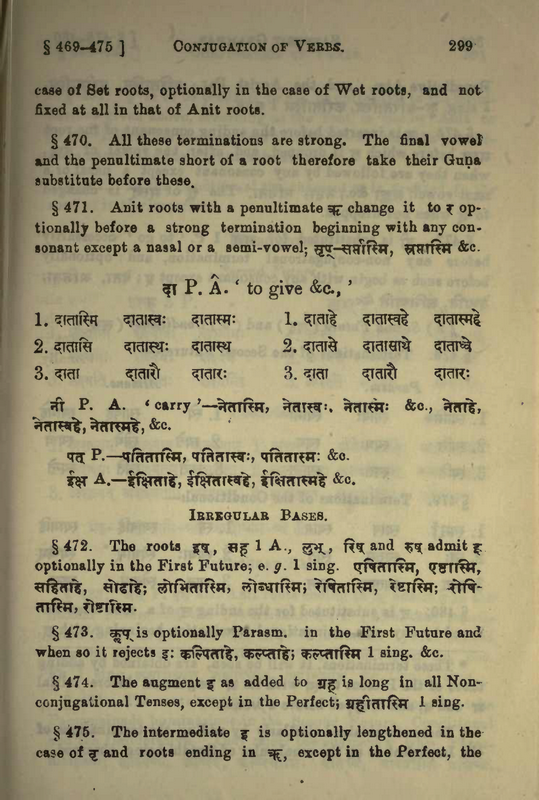 § 469–475 ] CONJUGATION OF VERBS. 299
case of Set roots, optionally in the case of Wet roots, and not
fixed at all in that of Anit roots.
§ 470. All these terminations are strong. The final vowel
and the penultimate short of a root therefore take their Guṇa
substitute before these.
§ 471. Anit roots with a penultimate ऋ change it to र् op-
tionally before a strong termination beginning with any con-
sonant except a nasal or a semi-vowel; सृप्–सर्प्तास्मि, स्रप्तास्मि &c.
दा P. Â. ‘ to give &c., ’
1. दातास्मि दातास्वः दातास्मः 1. दाताहे दातास्वहे दातास्महे
2. दातासि दातास्थः दातास्थ 2. दातासे दातासाथे दाताध्वे
3. दाता दातारौ दातारः 3. दाता दातारौ दातारः
नी P. A. ‘ carry ’—नेतास्मि, नेतास्वः, नेतास्मः &c., नेताहे,
नेतास्वहे, नेतास्महे, &c.
पत् P.—पतितास्मि, पतितास्वः, पतितास्मः &c.
ईक्ष A.—ईक्षिताहे, ईक्षितास्वहे, ईक्षितास्महे &c.
IRREGULAR BASES.
§ 472. The roots इष्, सह् 1 A., लुभ्, रिष् and रुष् admit इ
optionally in the First Future; e. g. 1 sing. एषितास्मि, एष्टास्मि,
सहिताहे, सोढाहे; लोभितास्मि, लोब्धास्मि; रेषितास्मि, रेष्टास्मि; रोषि-
तास्मि, रोष्टास्मि.
§ 473. कॢप् is optionally Parasm. in the First Future and
when so it rejects इ: कल्पिताहे, कल्प्ताहे; कल्प्तास्मि 1 sing. &c.
§ 474. The augment इ as added to ग्रह् is long in all Non-
conjugational Tenses, except in the Perfect; ग्रहीतास्मि 1 sing.
§ 475. The intermediate इ is optionally lengthened in the
case of वृ and roots ending in ॠ, except in the Perfect, the